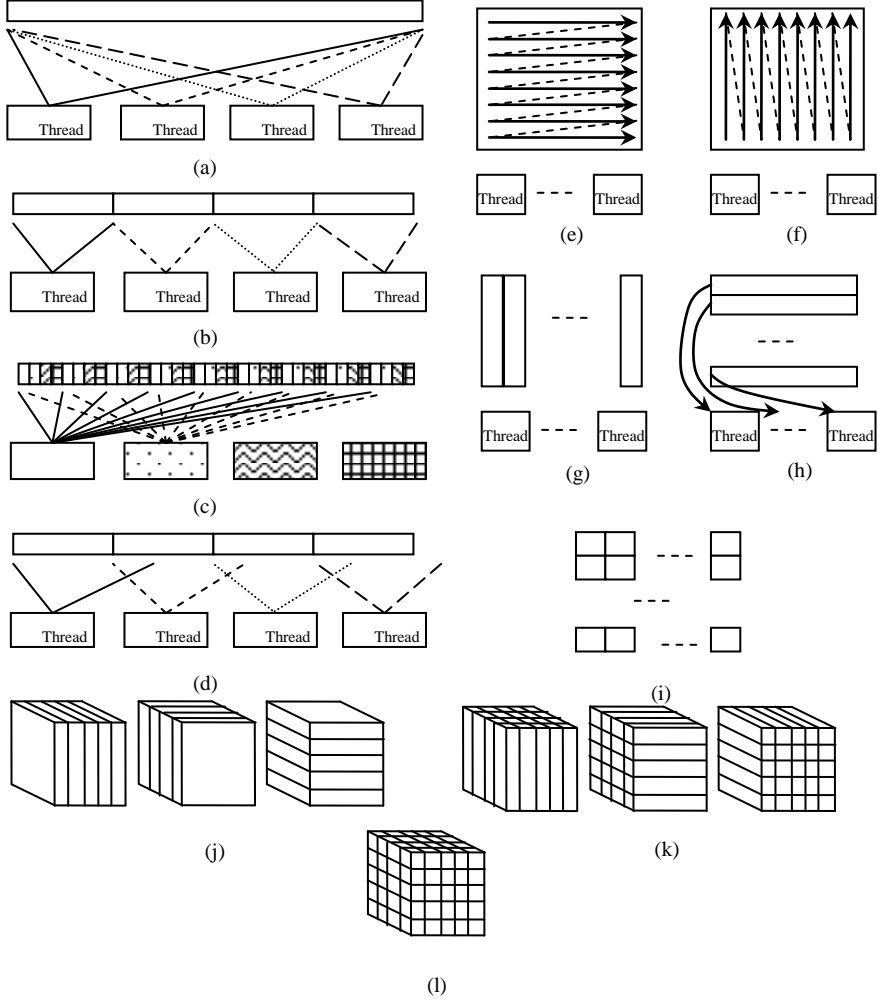 Thread Thread Thread Thread
(a)
Thread Thread Thread Thread
(b)
(c)
Thread Thread Thread Thread
(d)
Thread Thread
(e)
Thread Thread
(f)
Thread Thread
(g)
Thread Thread
(h)
(i)
(j)
(k)
(l)